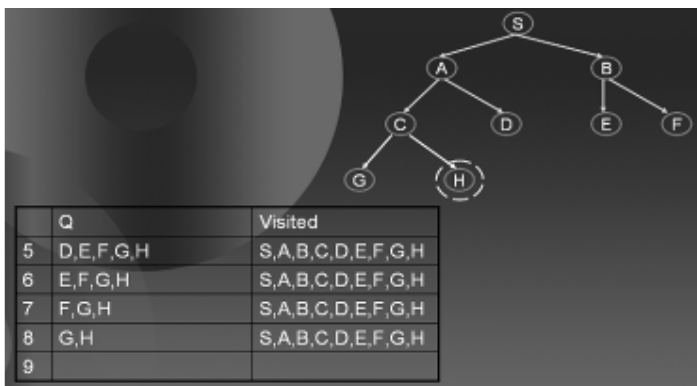 S
A B
C D E F
G H
Q Visited
5 D,E,F,G,H S,A,B,C,D,E,F,G,H
6 E,F,G,H S,A,B,C,D,E,F,G,H
7 F,G,H S,A,B,C,D,E,F,G,H
8 G,H S,A,B,C,D,E,F,G,H
9